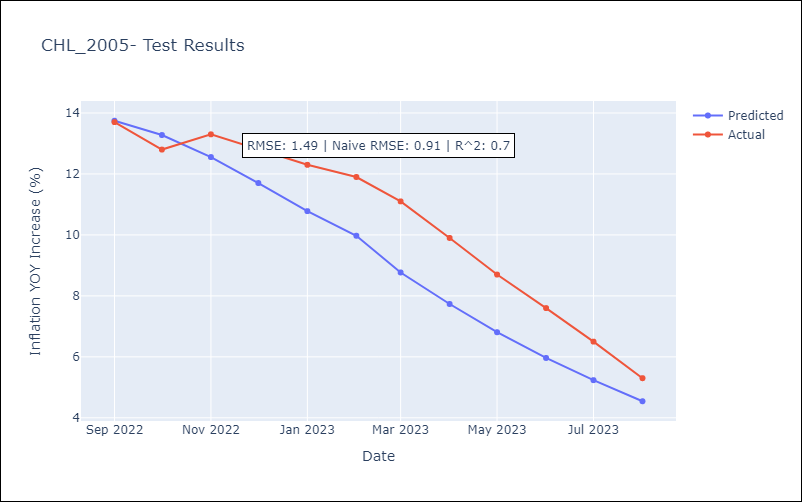 CHL_2005- Test Results
Predicted
Actual
RMSE: 1.49 | Naive RMSE: 0.91 | R^2: 0.7
Inflation YOY Increase (%)
14
12
10
8
6
4
Sep 2022
Nov 2022
Jan 2023
Mar 2023
May 2023
Jul 2023
Date